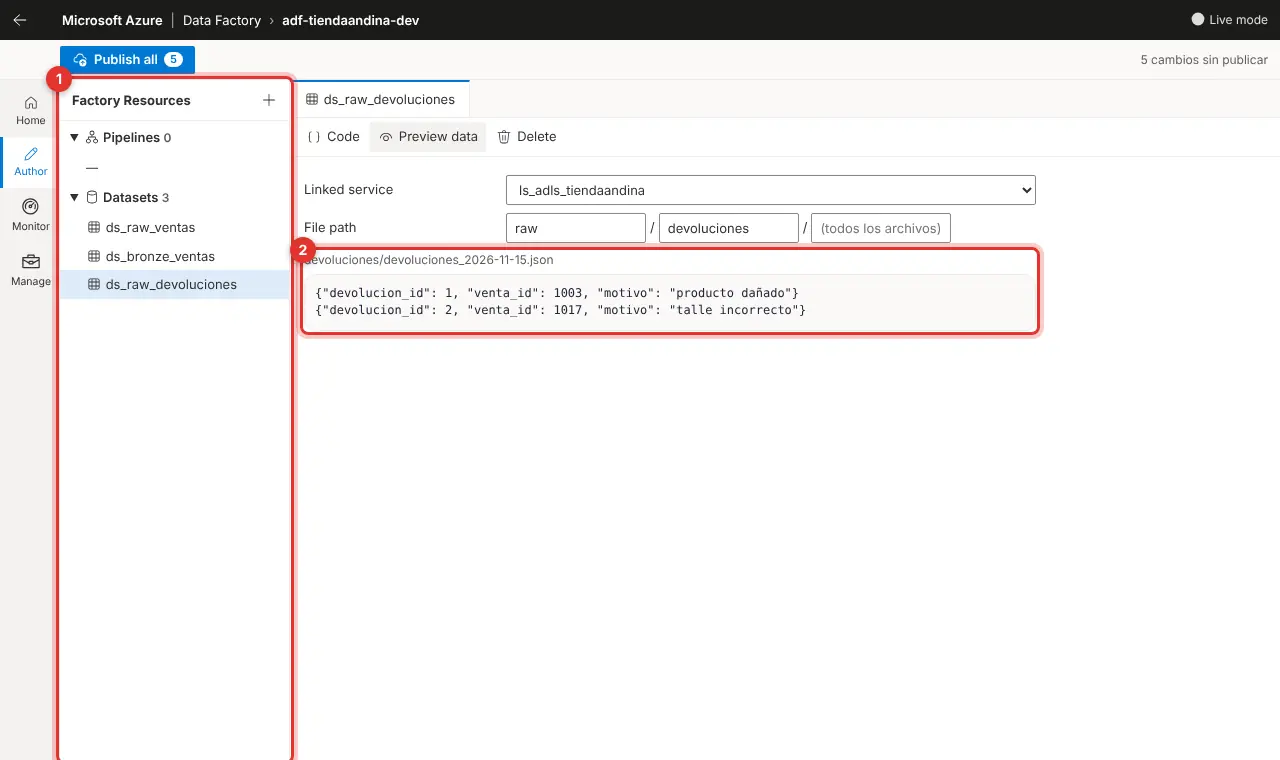 Microsoft Azure | Data Factory › adf-tiendaandina-dev
Live mode
Publish all 5
5 cambios sin publicar
1
Home
Author
Monitor
Manage
Factory Resources
Pipelines 0
—
Datasets 3
ds_raw_ventas
ds_bronze_ventas
ds_raw_devoluciones
ds_raw_devoluciones
{ } Code
Preview data
Delete
Linked service
ls_adls_tiendaandina
File path
raw / devoluciones / (todos los archivos)
2
devoluciones/devoluciones_2026-11-15.json
{"devolucion_id": 1, "venta_id": 1003, "motivo": "producto dañado"}
{"devolucion_id": 2, "venta_id": 1017, "motivo": "talle incorrecto"}